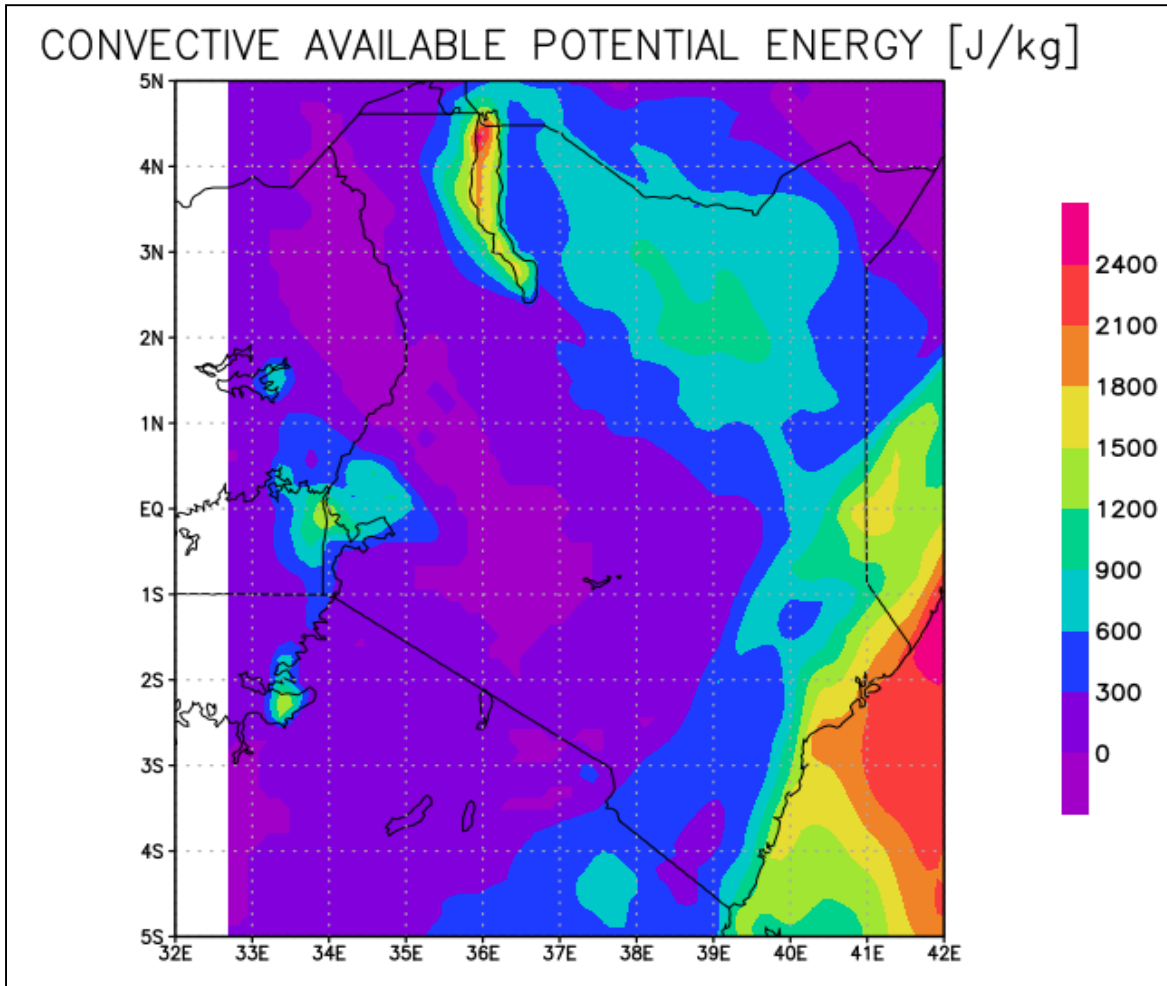 CONVECTIVE AVAILABLE POTENTIAL ENERGY [J/kg]
5N
4N
3N
2N
1N
EQ
1S
2S
3S
4S
5S
32E 33E 34E 35E 36E 37E 38E 39E 40E 41E 42E
2400
2100
1800
1500
1200
900
600
300
0